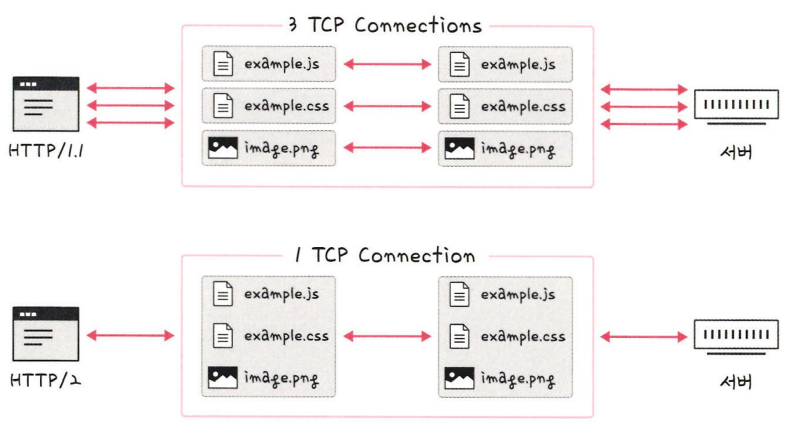 3 TCP Connections
example.js
example.js
example.css
example.css
image.png
image.png
HTTP/1.1
서버
1 TCP Connection
example.js
example.js
example.css
example.css
image.png
image.png
HTTP/2
서버